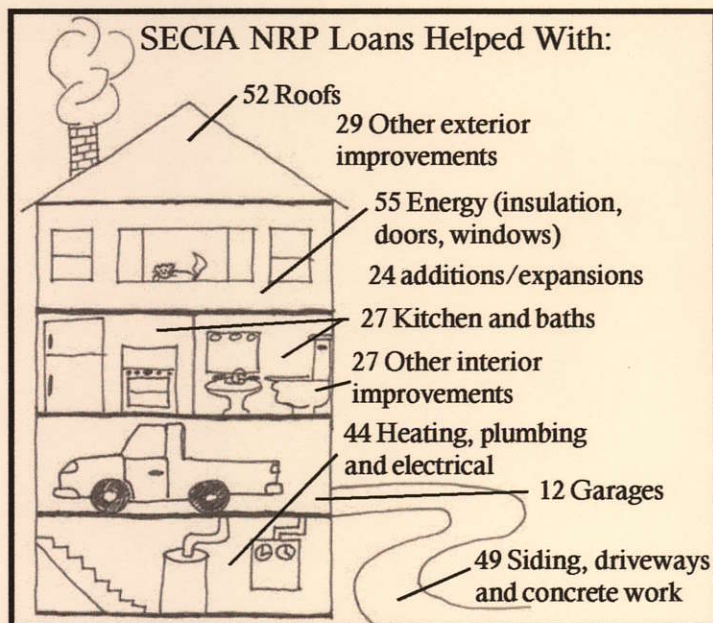 SECIA NRP Loans Helped With:
52 Roofs
29 Other exterior
improvements
55 Energy (insulation,
doors, windows)
24 additions/expansions
27 Kitchen and baths
27 Other interior
improvements
44 Heating, plumbing
and electrical
12 Garages
49 Siding, driveways
and concrete work